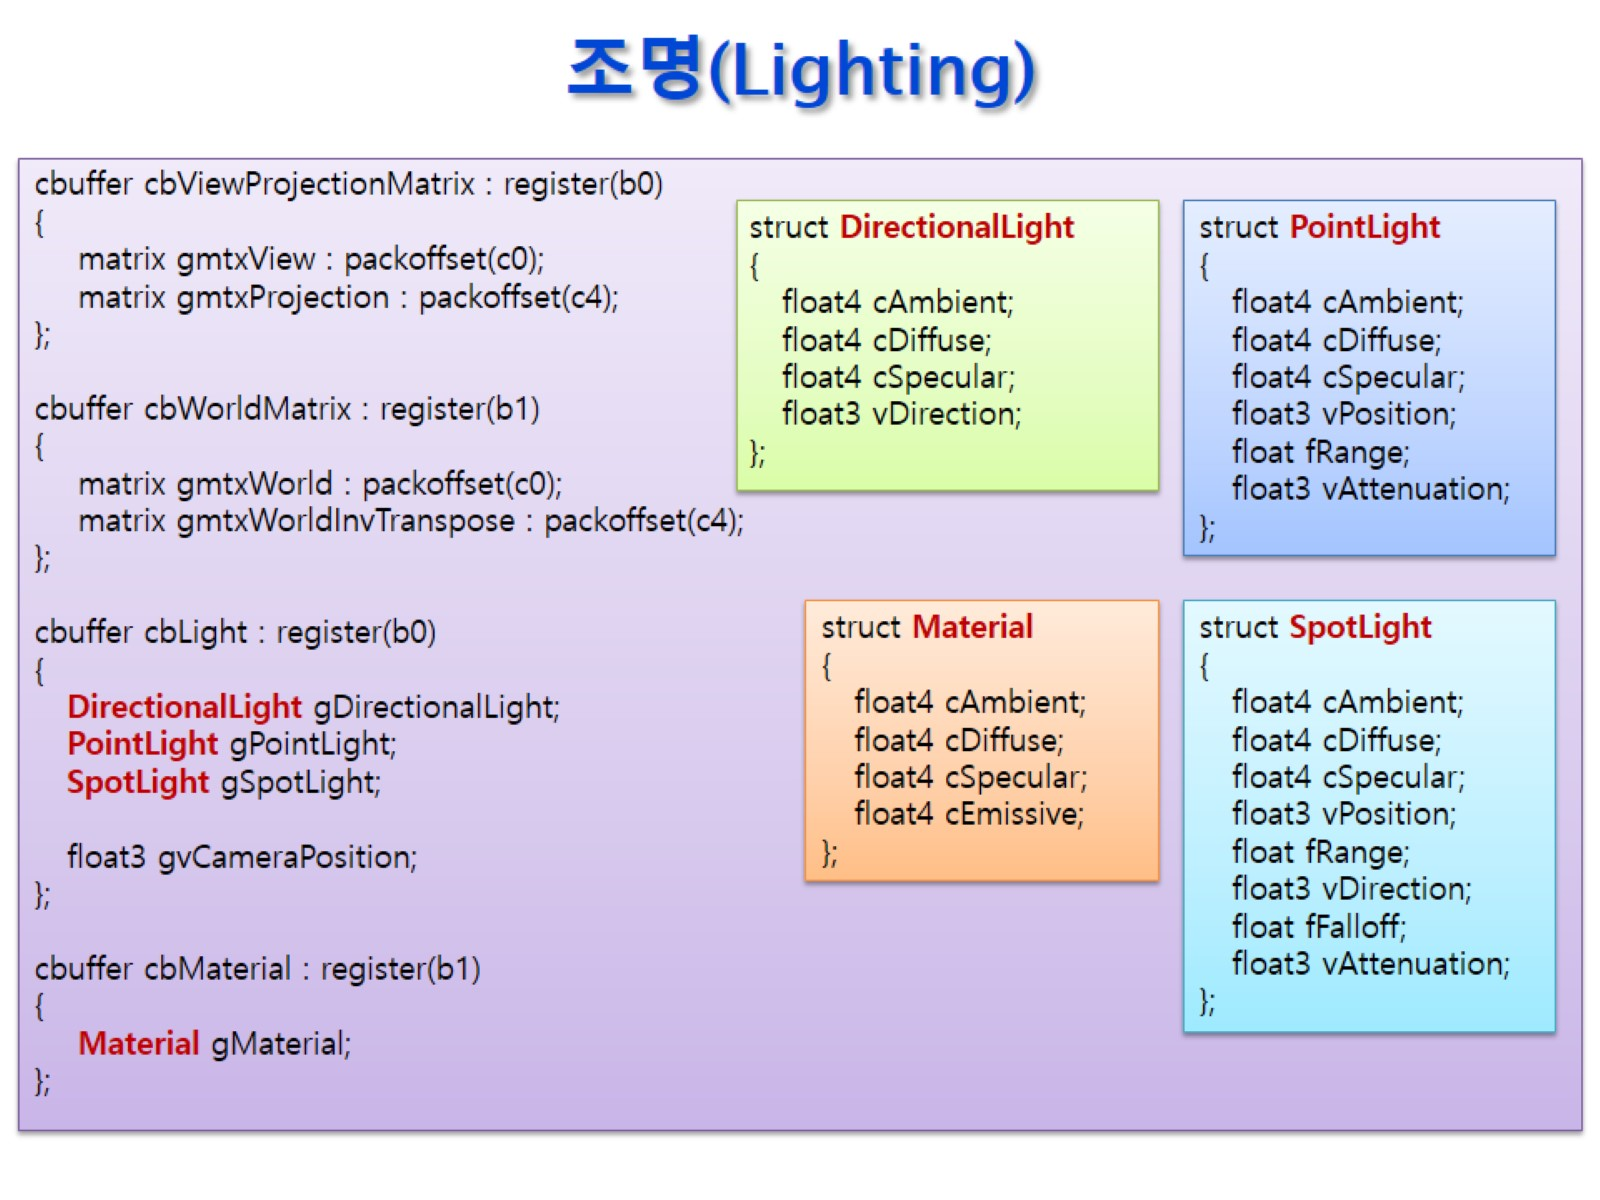 조명(Lighting)
cbuffer cbViewProjectionMatrix : register(b0)
{
matrix gmtxView : packoffset(c0);
matrix gmtxProjection : packoffset(c4);
};
cbuffer cbWorldMatrix : register(b1)
{
matrix gmtxWorld : packoffset(c0);
matrix gmtxWorldInvTranspose : packoffset(c4);
};
cbuffer cbLight : register(b0)
{
DirectionalLight gDirectionalLight;
PointLight gPointLight;
SpotLight gSpotLight;
float3 gvCameraPosition;
};
cbuffer cbMaterial : register(b1)
{
Material gMaterial;
};
struct DirectionalLight
{
float4 cAmbient;
float4 cDiffuse;
float4 cSpecular;
float3 vDirection;
};
struct PointLight
{
float4 cAmbient;
float4 cDiffuse;
float4 cSpecular;
float3 vPosition;
float fRange;
float3 vAttenuation;
};
struct Material
{
float4 cAmbient;
float4 cDiffuse;
float4 cSpecular;
float4 cEmissive;
};
struct SpotLight
{
float4 cAmbient;
float4 cDiffuse;
float4 cSpecular;
float3 vPosition;
float fRange;
float3 vDirection;
float fFalloff;
float3 vAttenuation;
};